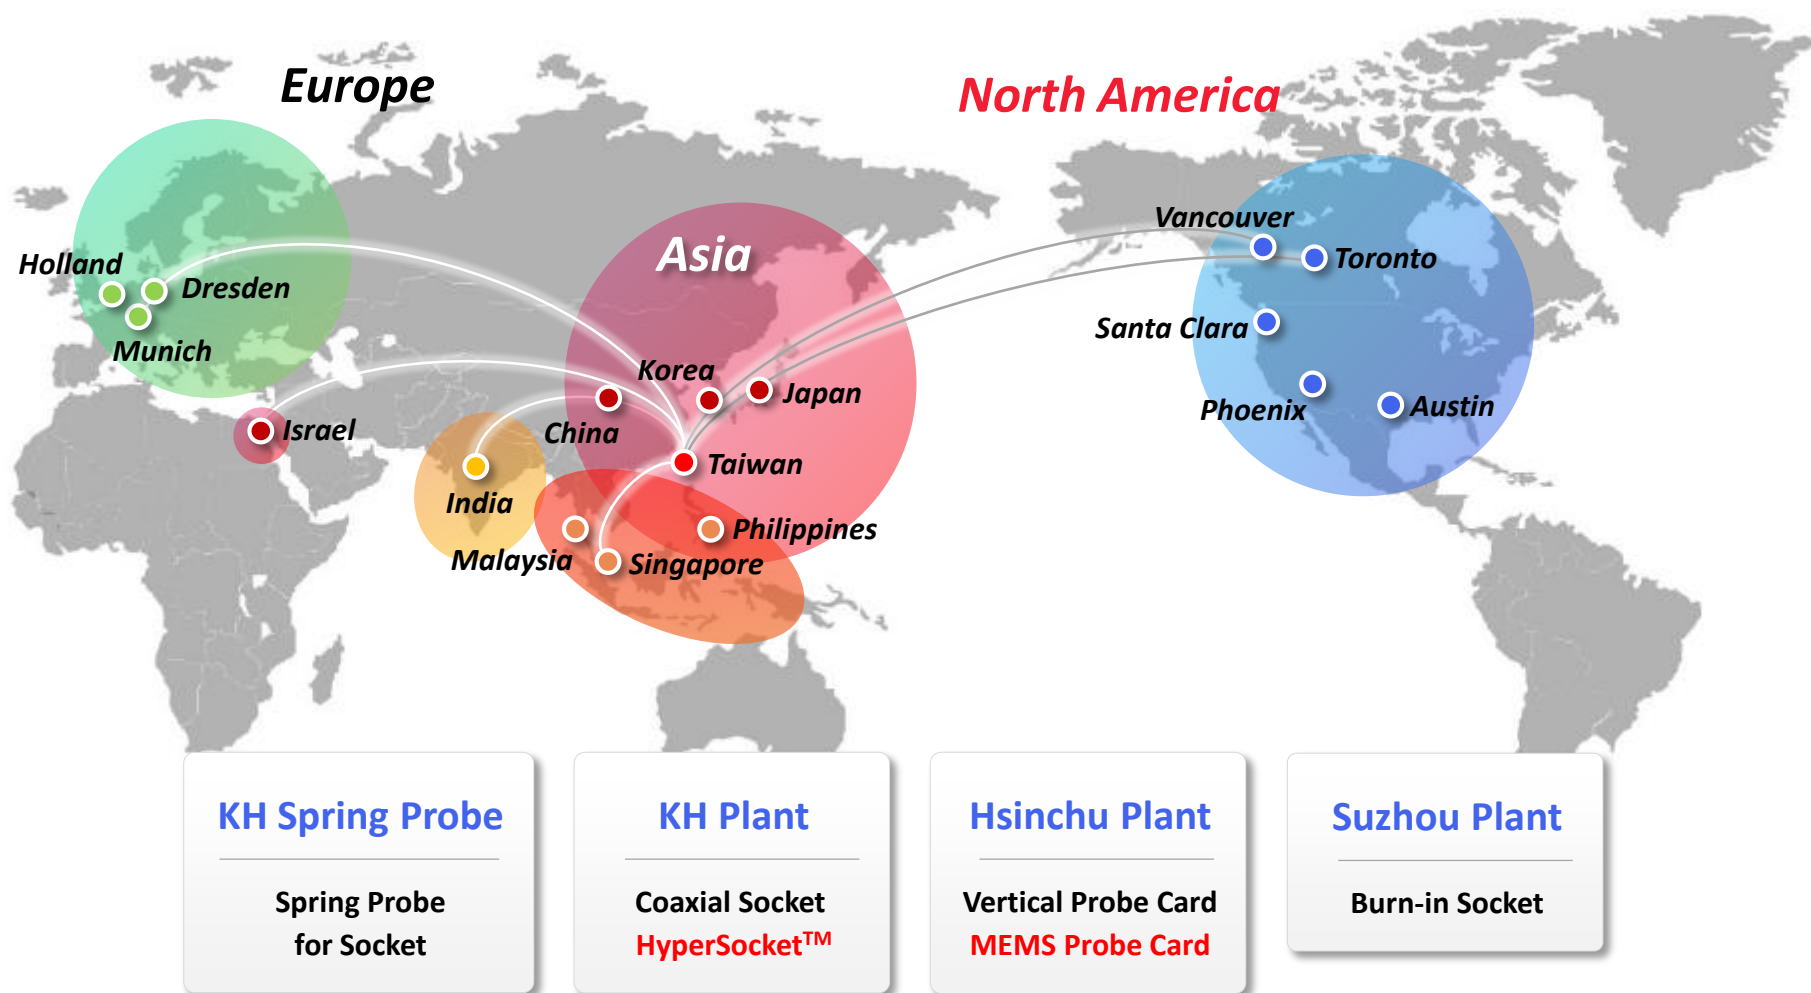 Europe
North America
Asia
Vancouver
Toronto
Holland
Dresden
Munich
Santa Clara
Korea
Japan
Phoenix
Austin
Israel
China
Taiwan
India
Philippines
Malaysia
Singapore
KH Spring Probe
Spring Probe
for Socket
KH Plant
Coaxial Socket
HyperSocket™
Hsinchu Plant
Vertical Probe Card
MEMS Probe Card
Suzhou Plant
Burn-in Socket